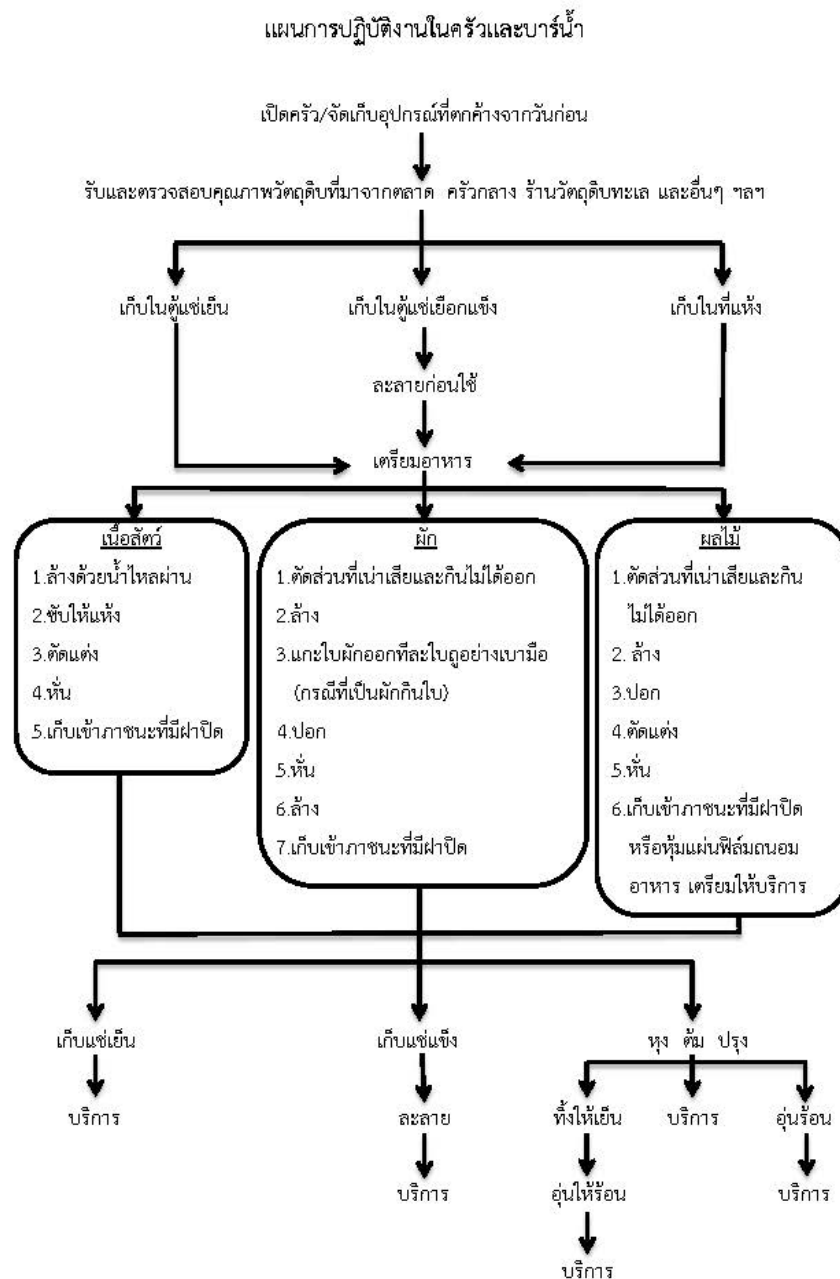 แผนการปฏิบัติงานในครัวและบาร์น้ำ
เปิดครัว/จัดเก็บอุปกรณ์ที่ตกค้างจากวันก่อน
รับและตรวจสอบคุณภาพวัตถุดิบที่มาจากตลาด ครัวกลาง ร้านวัตถุดิบทะเล และอื่นๆ ฯลฯ
เก็บในตู้แช่เย็น
เก็บในตู้แช่เยือกแข็ง
เก็บในที่แห้ง
ละลายก่อนใช้
เตรียมอาหาร
เนื้อสัตว์
1.ล้างด้วยน้ำไหลผ่าน
2.ซับให้แห้ง
3.ตัดแต่ง
4.หั่น
5.เก็บเข้าภาชนะที่มีฝาปิด
ผัก
1.ตัดส่วนที่เน่าเสียและกินไม่ได้ออก
2.ล้าง
3.แกะใบผักออกทีละใบถูอย่างเบามือ
(กรณีที่เป็นผักกินใบ)
4.ปอก
5.หั่น
6.ล้าง
7.เก็บเข้าภาชนะที่มีฝาปิด
ผลไม้
1.ตัดส่วนที่เน่าเสียและกิน
ไม่ได้ออก
2. ล้าง
3.ปอก
4.ตัดแต่ง
5.หั่น
6.เก็บเข้าภาชนะที่มีฝาปิด
หรือหุ้มแผ่นฟิล์มถนอม
อาหาร เตรียมให้บริการ
เก็บแช่เย็น
เก็บแช่แข็ง
หุง ต้ม ปรุง
บริการ
ละลาย
ทิ้งให้เย็น
บริการ
อุ่นร้อน
บริการ
อุ่นให้ร้อน
บริการ
บริการ